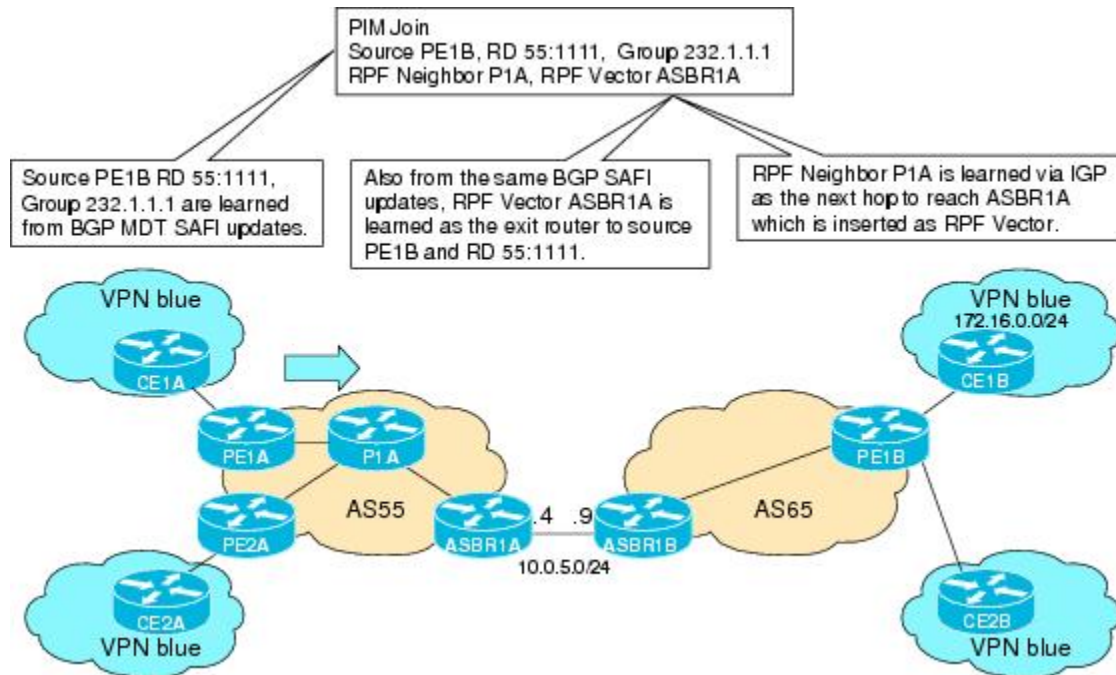 PIM Join
Source PE1B, RD 55:1111, Group 232.1.1.1
RPF Neighbor P1A, RPF Vector ASBR1A
Source PE1B RD 55:1111,
Group 232.1.1.1 are learned
from BGP MDT SAFI updates.
Also from the same BGP SAFI
updates, RPF Vector ASBR1A is
learned as the exit router to source
PE1B and RD 55:1111.
RPF Neighbor P1A is learned via IGP
as the next hop to reach ASBR1A
which is inserted as RPF Vector.
VPN blue
CE1A
VPN blue
172.16.0.0/24
CE1B
PE1A
P1A
PE1B
AS55
AS65
PE2A
ASBR1A
.4
.9
ASBR1B
10.0.5.0/24
CE2A
VPN blue
CE2B
VPN blue